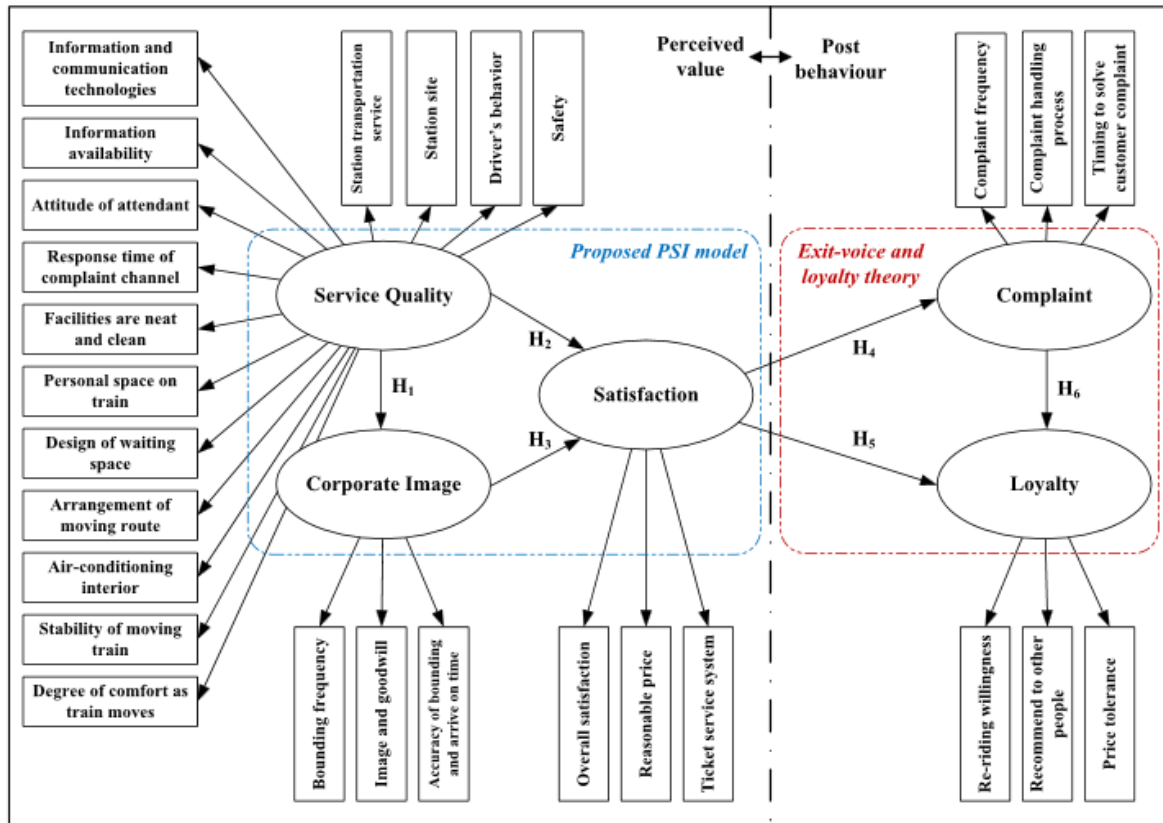 Information and
communication
technologies
Information
availability
Attitude of attendant
Response time of
complaint channel
Facilities are neat
and clean
Personal space on
train
Design of waiting
space
Arrangement of
moving route
Air-conditioning
interior
Stability of moving
train
Degree of comfort as
train moves
Station transportation
service
Station site
Driver's behavior
Safety
Perceived
value
Post
behaviour
Complaint frequency
Complaint handling
process
Timing to solve
customer complaint
Proposed PSI model
Exit-voice and
loyalty theory
Service Quality
Complaint
H2
H4
H1
Satisfaction
H6
H3
H5
Corporate Image
Loyalty
Bounding frequency
Image and goodwill
Accuracy of bounding
and arrive on time
Overall satisfaction
Reasonable price
Ticket service system
Re-riding willingness
Recommend to other
people
Price tolerance